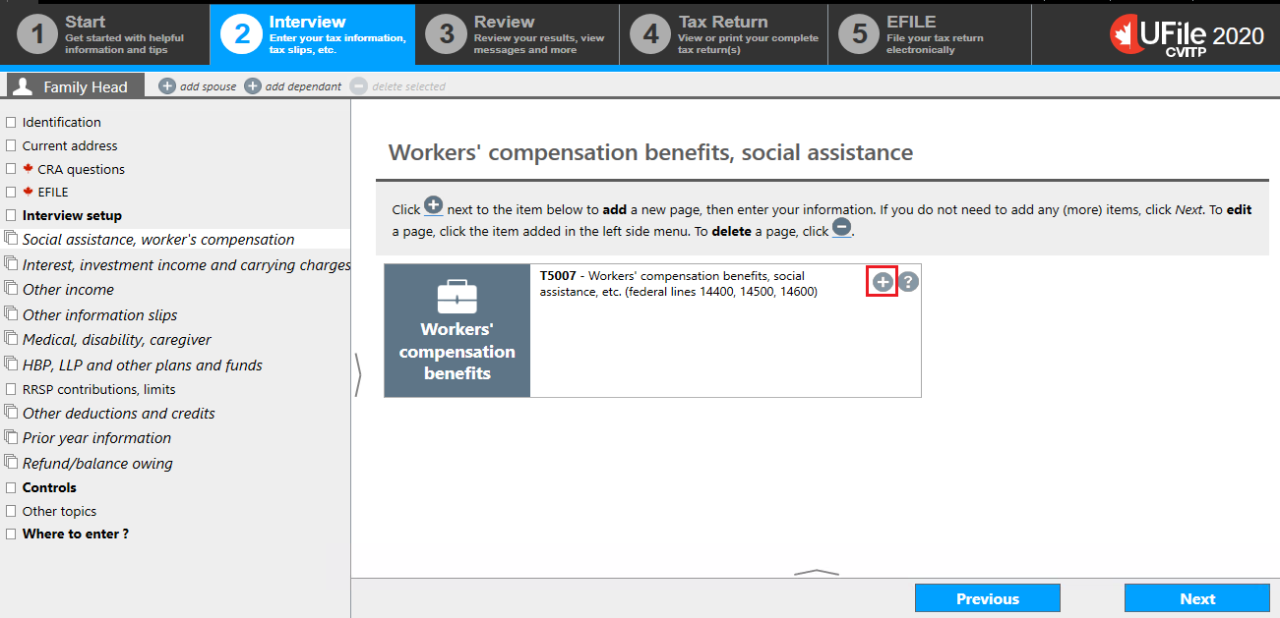 1 Start
Get started with helpful
information and tips
2 Interview
Enter your tax information,
tax slips, etc.
3 Review
Review your results, view
messages and more
4 Tax Return
View or print your complete
tax return(s)
5 EFILE
File your tax return
electronically
UFile 2020
CVITP
Family Head
add spouse
add dependant
delete selected
Identification
Current address
CRA questions
EFILE
Interview setup
Social assistance, worker's compensation
Interest, investment income and carrying charges
Other income
Other information slips
Medical, disability, caregiver
HBP, LLP and other plans and funds
RRSP contributions, limits
Other deductions and credits
Prior year information
Refund/balance owing
Controls
Other topics
Where to enter ?
Workers' compensation benefits, social assistance
Click + next to the item below to add a new page, then enter your information. If you do not need to add any (more) items, click Next. To edit
a page, click the item added in the left side menu. To delete a page, click −.
Workers'
compensation
benefits
T5007 - Workers' compensation benefits, social
assistance, etc. (federal lines 14400, 14500, 14600)
+ ?
Previous
Next